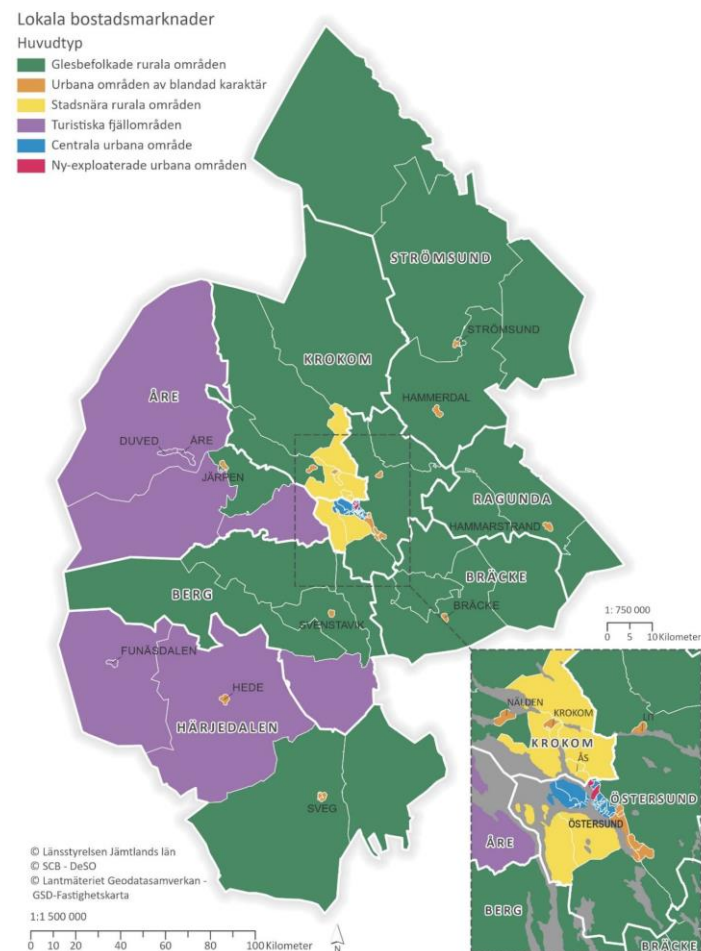 Lokala bostadsmarknader
Huvudtyp
Glesbefolkade rurala områden
Urbana områden av blandad karaktär
Stadsnära rurala områden
Turistiska fjällområden
Centrala urbana område
Ny-exploaterade urbana områden
STRÖMSUND
STRÖMSUND
KROKOM
HAMMERDAL
ÅRE
DUVED
ÅRE
JÄRPEN
RAGUNDA
HAMMARSTRAND
BRÄCKE
BERG
BRÄCKE
SVENSTAVIK
1: 750 000
0 5 10 Kilometer
FUNÄSDALEN
HEDE
HÄRJEDALEN
SVEG
NÄLDEN
KROKOM
LIT
KROKOM
ÅS
ÖSTERSUND
ÖSTERSUND
ÅRE
BERG
BRÄCKE
© Länsstyrelsen Jämtlands län
© SCB - DeSO
© Lantmäteriet Geodatasamverkan -
GSD-Fastighetskarta
1:1 500 000
0 10 20 40 60 80 100 Kilometer
N